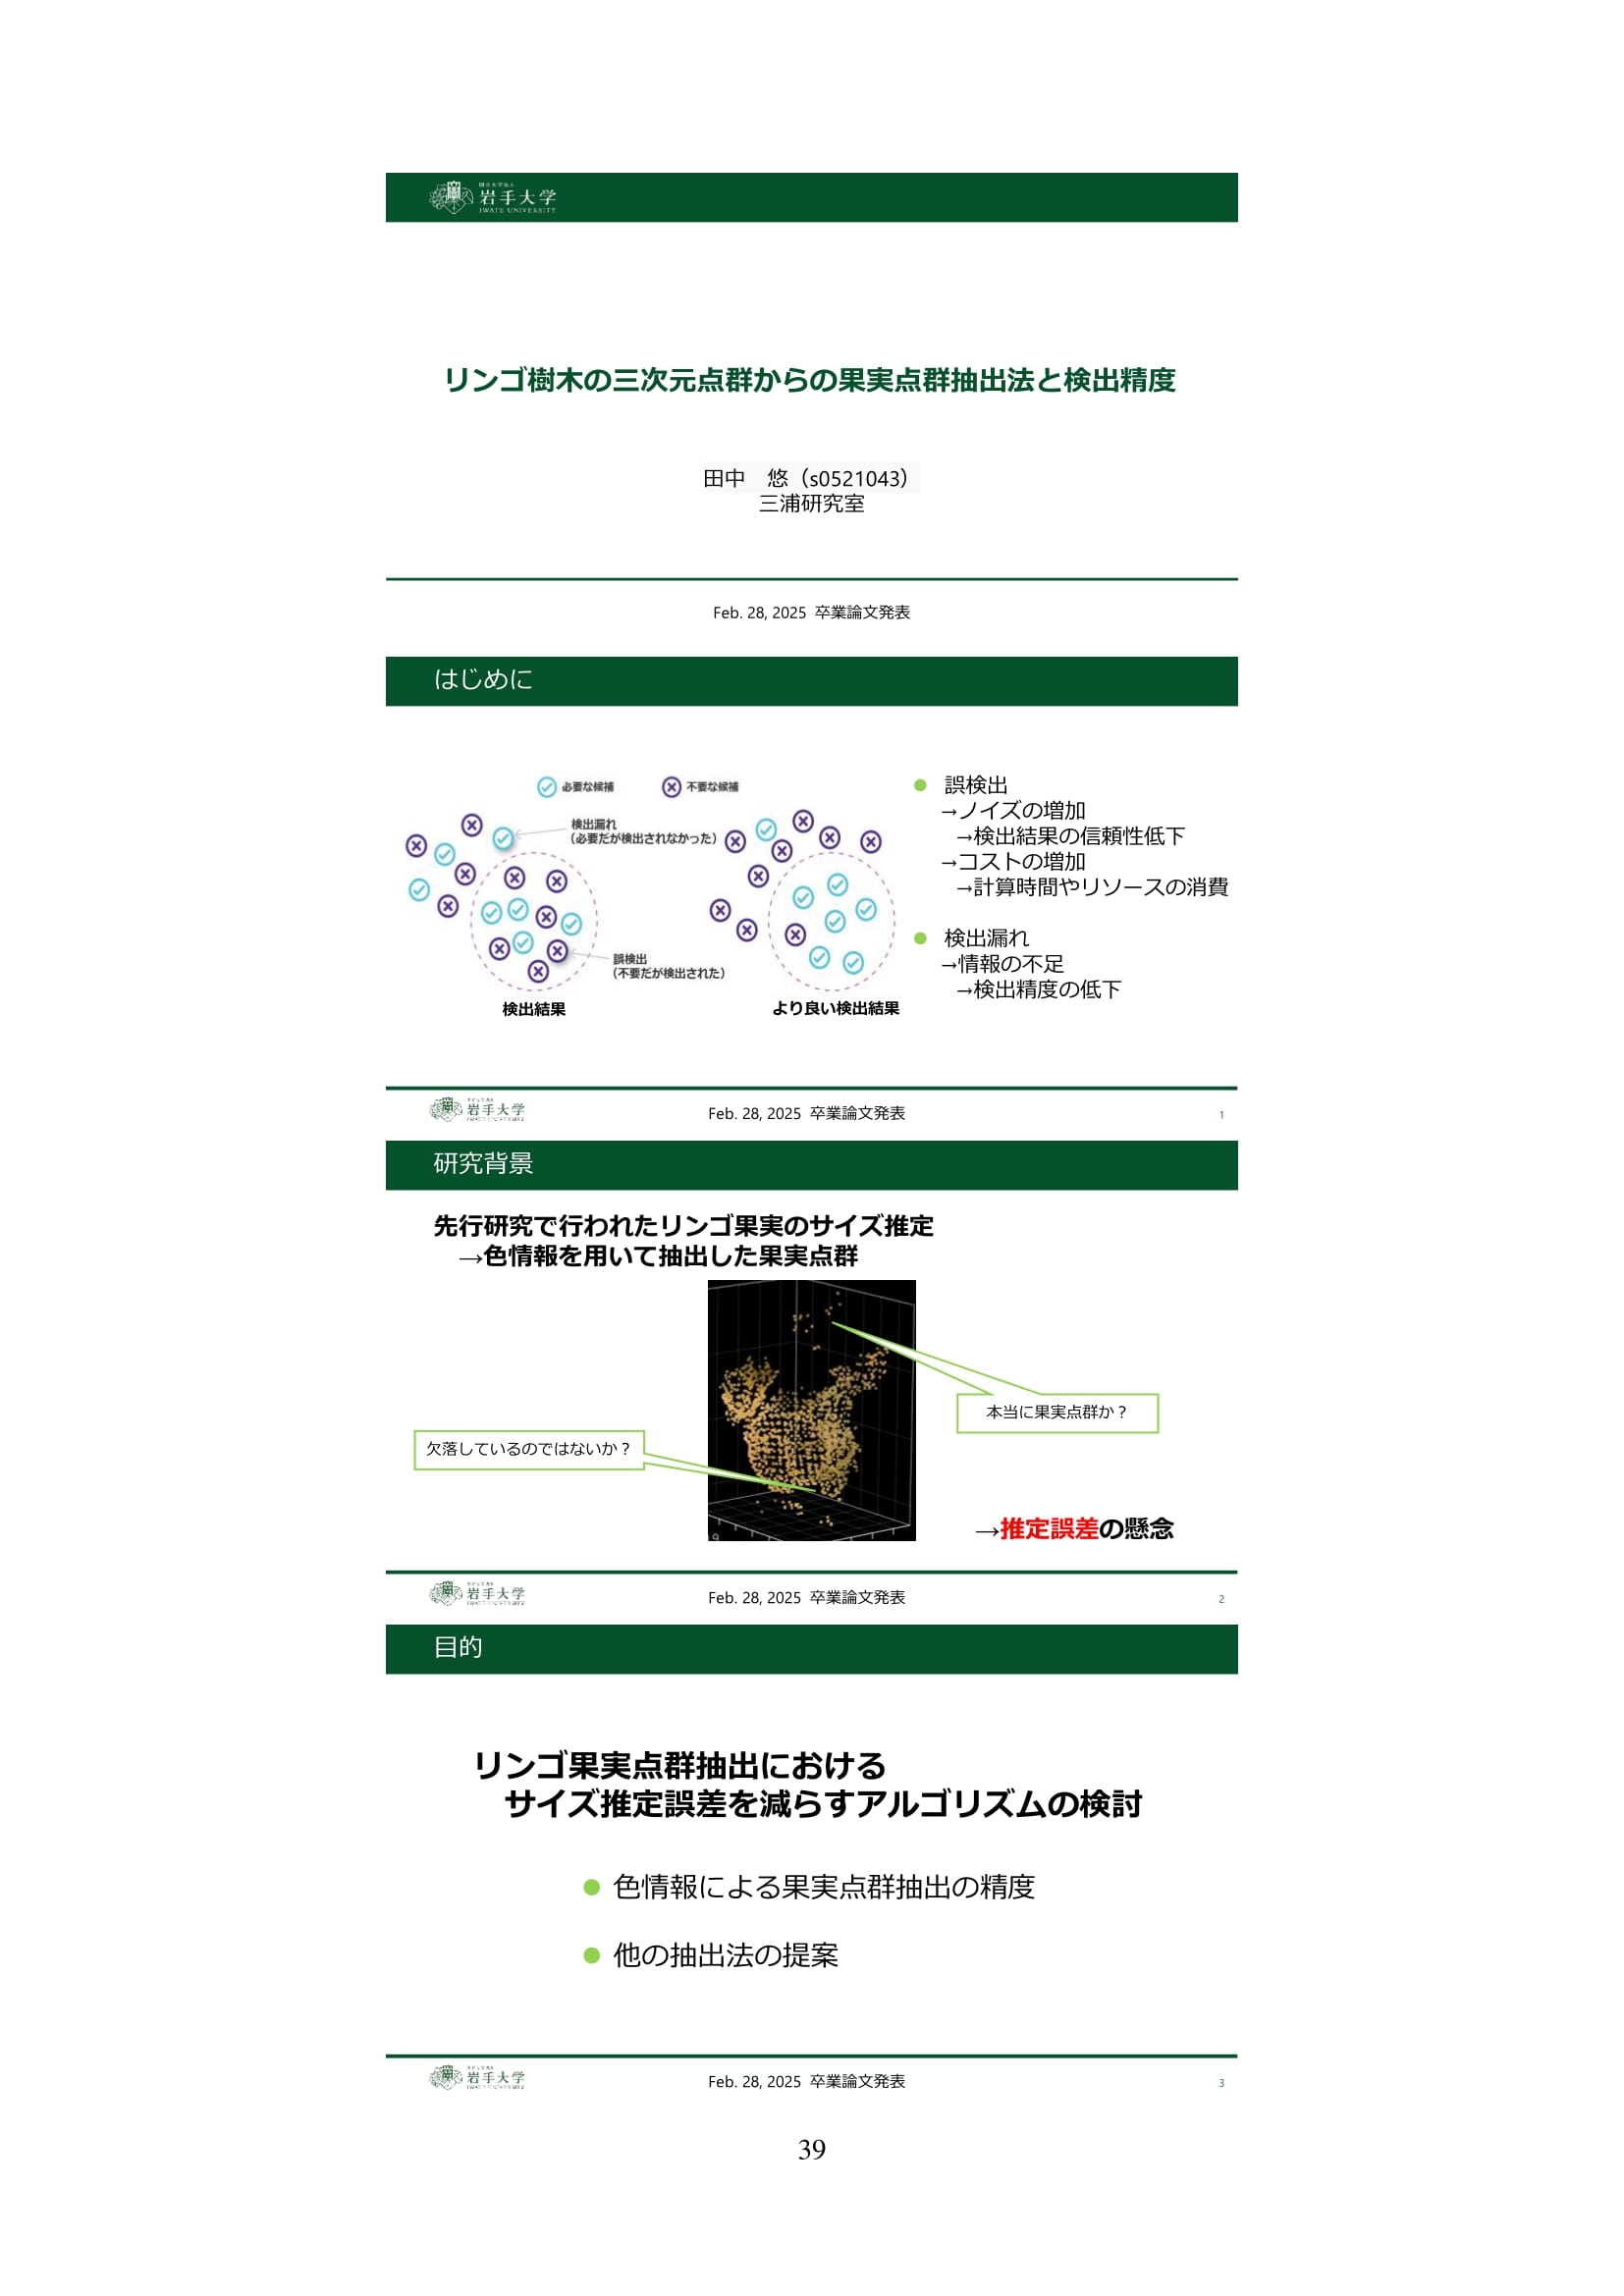 国立大学法人
岩手大学
IWATE UNIVERSITY
リンゴ樹木の三次元点群からの果実点群抽出法と検出精度
田中　悠（s0521043）
三浦研究室
Feb. 28, 2025 卒業論文発表
はじめに
必要な候補
不要な候補
検出漏れ
（必要だが検出されなかった）
誤検出
（不要だが検出された）
検出結果
より良い検出結果
● 誤検出
→ノイズの増加
→検出結果の信頼性低下
→コストの増加
→計算時間やリソースの消費
● 検出漏れ
→情報の不足
→検出精度の低下
岩手大学
Feb. 28, 2025 卒業論文発表
1
研究背景
先行研究で行われたリンゴ果実のサイズ推定
→色情報を用いて抽出した果実点群
本当に果実点群か？
欠落しているのではないか？
→推定誤差の懸念
岩手大学
Feb. 28, 2025 卒業論文発表
2
目的
リンゴ果実点群抽出における
サイズ推定誤差を減らすアルゴリズムの検討
● 色情報による果実点群抽出の精度
● 他の抽出法の提案
岩手大学
Feb. 28, 2025 卒業論文発表
3
39